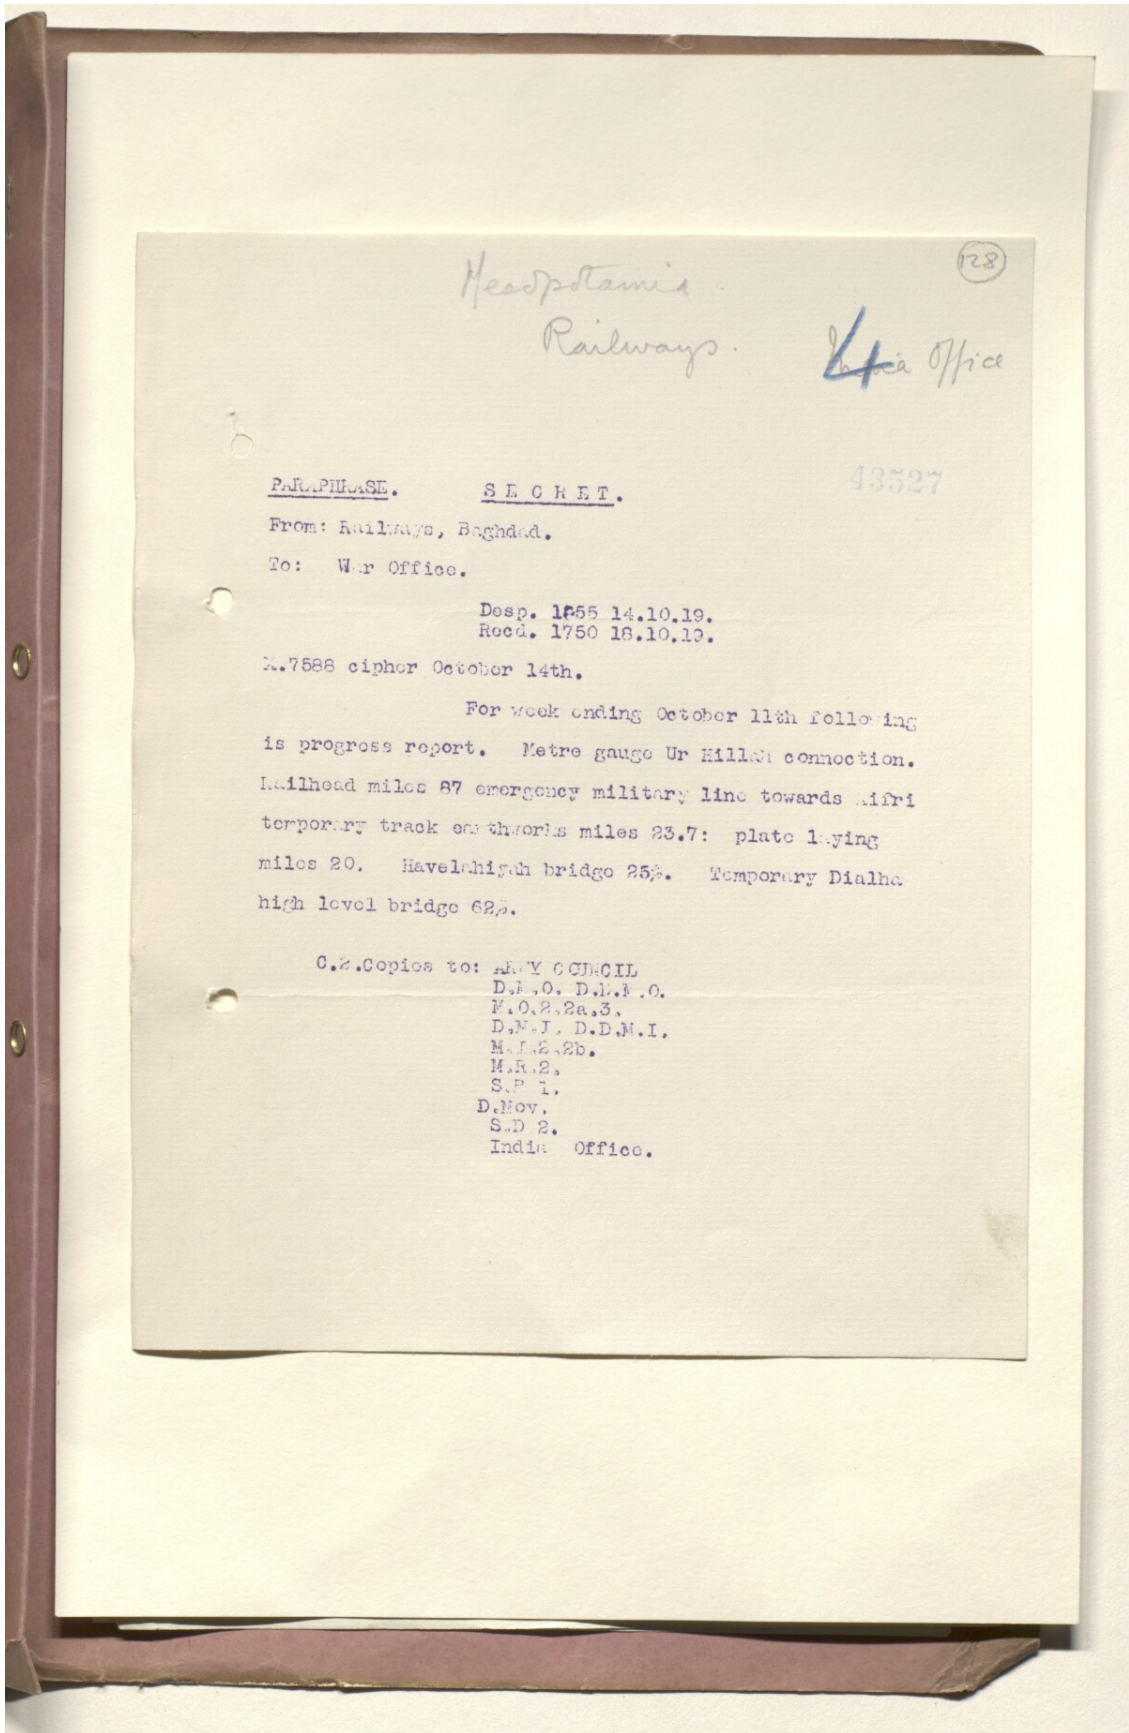 128
Mesopotamia
Railways.
4
India Office
43527
PARAPHRASE. SECRET.
From: Railways, Baghdad.
To: War Office.
Desp. 1855 14.10.19.
Recd. 1750 18.10.19.
X.7588 cipher October 14th.
For week ending October 11th following
is progress report. Metre gauge Ur Hillah connection.
Railhead miles 87 emergency military line towards Kifri
temporary track earthworks miles 23.7: plate laying
miles 20. Havelahiyah bridge 25%. Temporary Dialha
high level bridge 62%.
C.2.Copies to: ARMY COUNCIL
D.M.O. D.D.M.O.
M.O.2.2a.3.
D.M.I. D.D.M.I.
M.I.2.2b.
M.R.2.
S.P 1.
D.Mov.
S.D 2.
India Office.